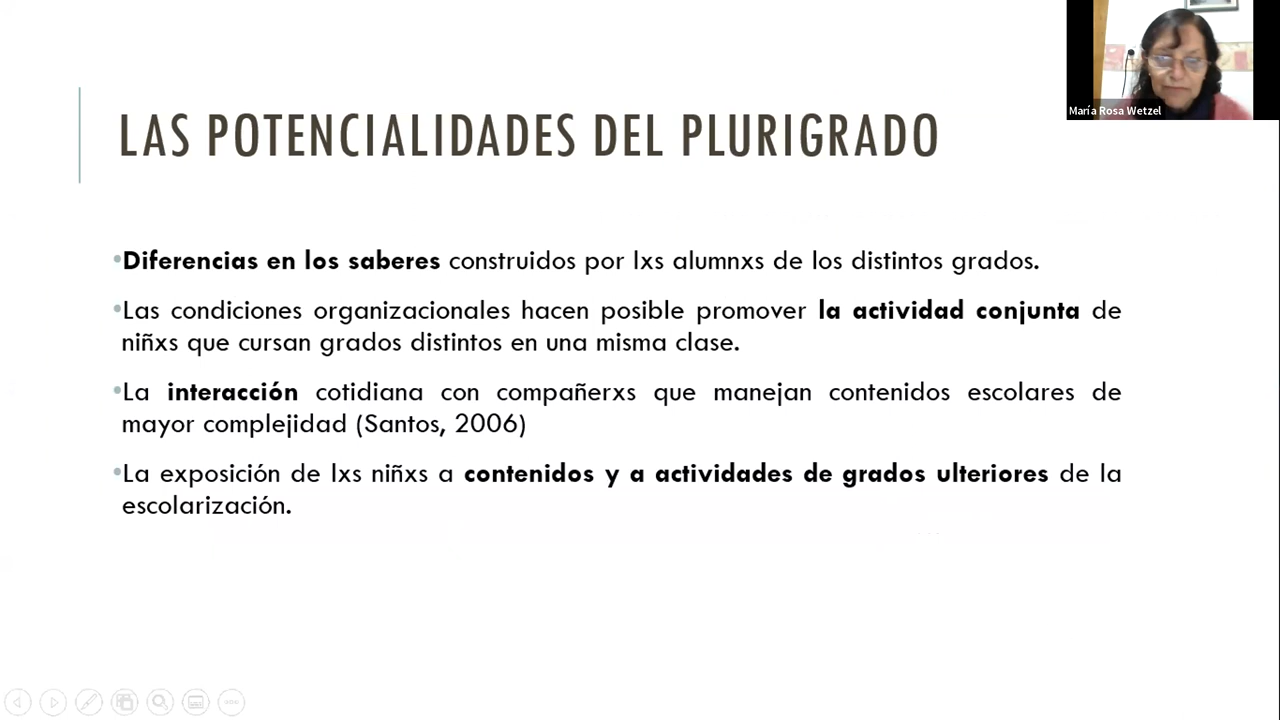 María Rosa Wetzel
LAS POTENCIALIDADES DEL PLURIGRADO
•Diferencias en los saberes construidos por lxs alumnxs de los distintos grados.
•Las condiciones organizacionales hacen posible promover la actividad conjunta de
niñxs que cursan grados distintos en una misma clase.
•La interacción cotidiana con compañerxs que manejan contenidos escolares de
mayor complejidad (Santos, 2006)
•La exposición de lxs niñxs a contenidos y a actividades de grados ulteriores de la
escolarización.